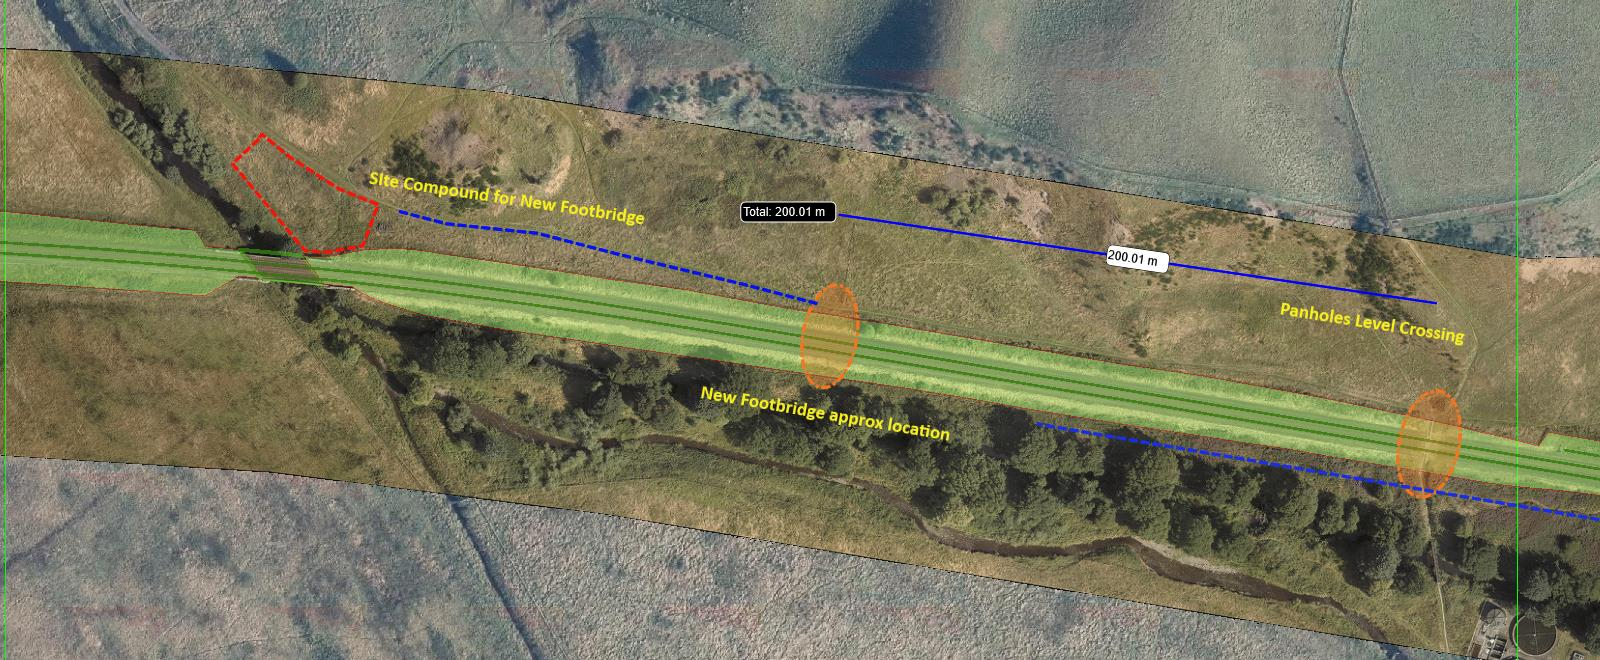 SIte Compound for New Footbridge
Total: 200.01 m
200.01 m
Panholes Level Crossing
New Footbridge approx location